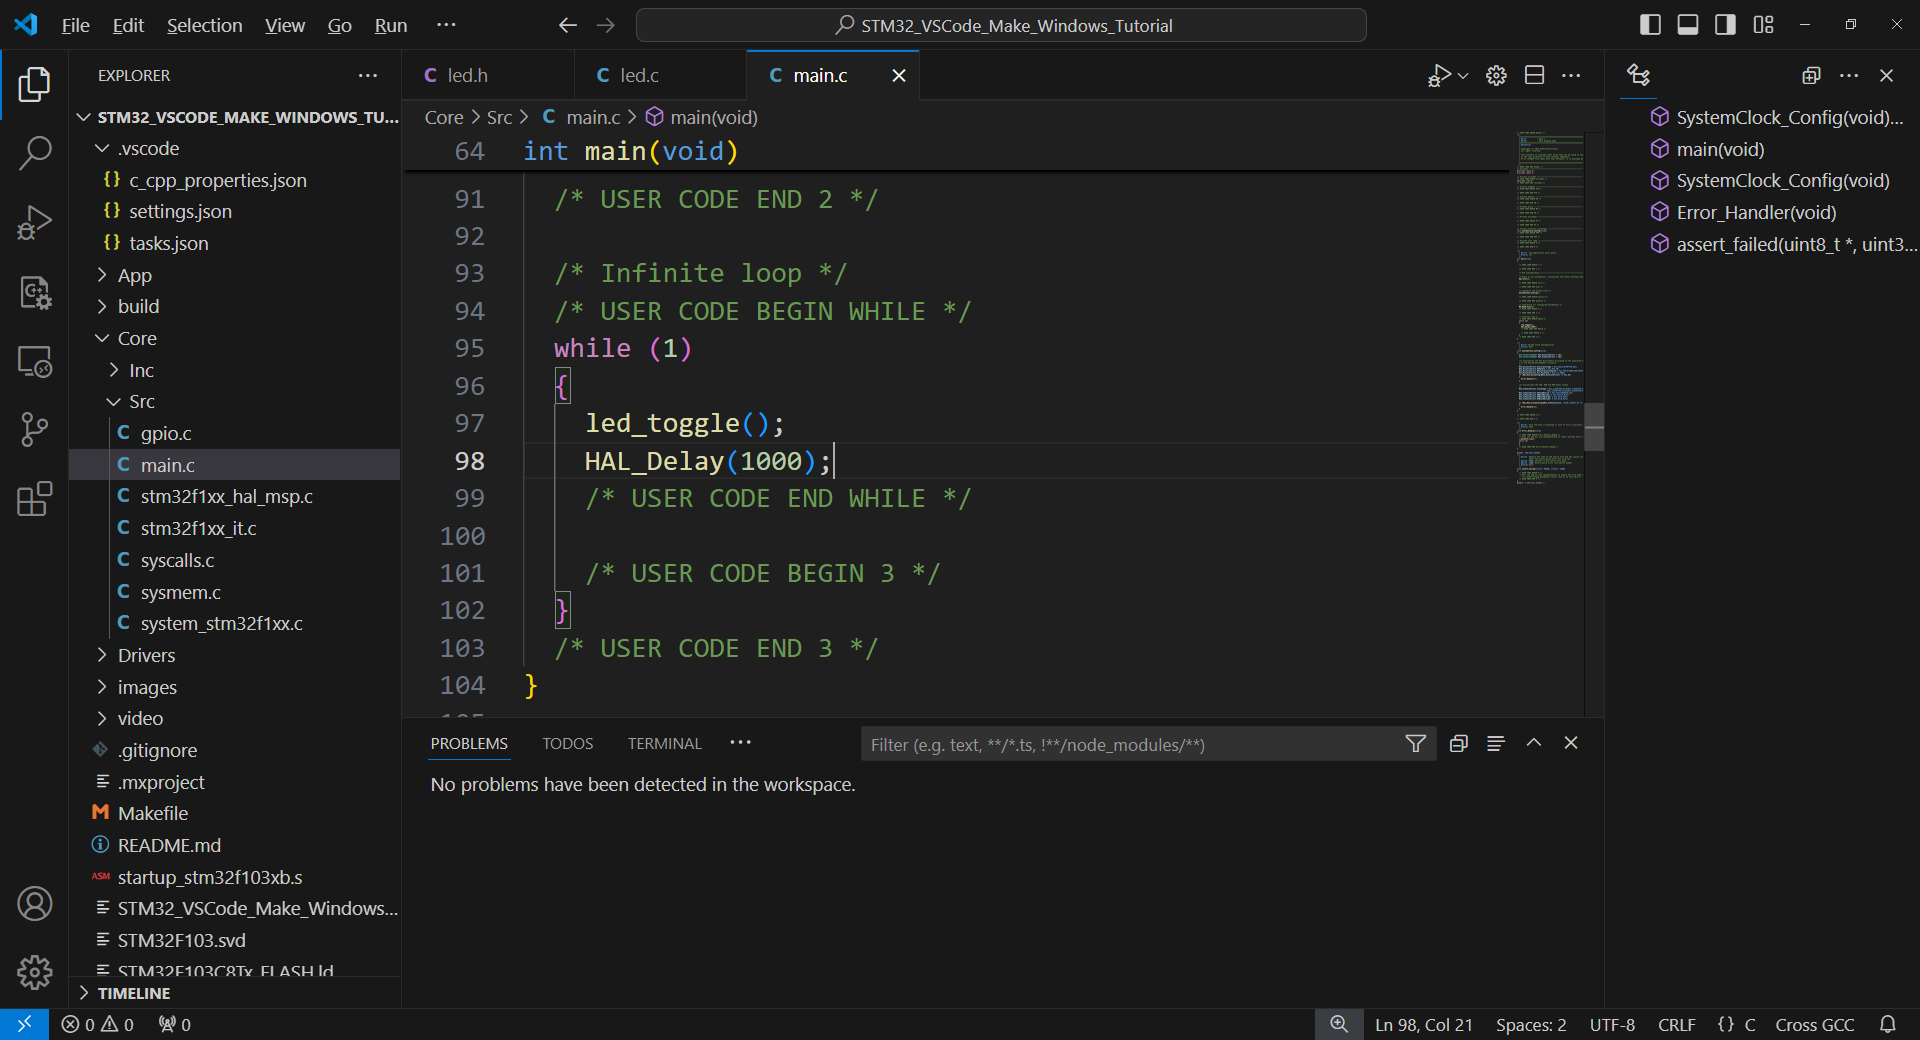 File Edit Selection View Go Run ···
STM32_VSCode_Make_Windows_Tutorial
EXPLORER
STM32_VSCODE_MAKE_WINDOWS_TU...
.vscode
{} c_cpp_properties.json
{} settings.json
{} tasks.json
App
build
Core
Inc
Src
C gpio.c
C main.c
C stm32f1xx_hal_msp.c
C stm32f1xx_it.c
C syscalls.c
C sysmem.c
C system_stm32f1xx.c
Drivers
images
video
.gitignore
.mxproject
M Makefile
README.md
ASM startup_stm32f103xb.s
STM32_VSCode_Make_Windows...
STM32F103.svd
STM32F103C8Tx_FLASH.ld
TIMELINE
C led.h
C led.c
C main.c
Core > Src > C main.c > main(void)
64 int main(void)
91 /* USER CODE END 2 */
92
93 /* Infinite loop */
94 /* USER CODE BEGIN WHILE */
95 while (1)
96 {
97 led_toggle();
98 HAL_Delay(1000);
99 /* USER CODE END WHILE */
100
101 /* USER CODE BEGIN 3 */
102 }
103 /* USER CODE END 3 */
104 }
105
PROBLEMS TODOS TERMINAL ···
Filter (e.g. text, **/*.ts, !**/node_modules/**)
No problems have been detected in the workspace.
SystemClock_Config(void)...
main(void)
SystemClock_Config(void)
Error_Handler(void)
assert_failed(uint8_t *, uint3...
0 0 0
Ln 98, Col 21 Spaces: 2 UTF-8 CRLF {} C Cross GCC